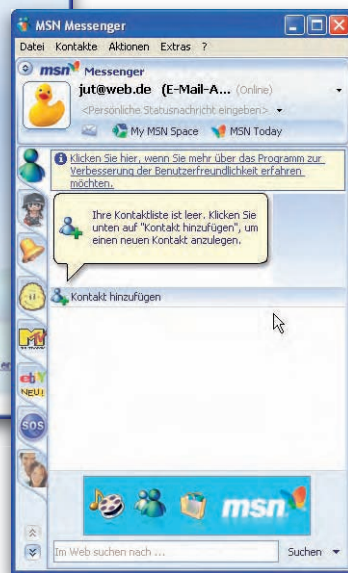 MSN Messenger
Datei Kontakte Aktionen Extras ?
msn Messenger
jut@web.de (E-Mail-A... (Online)
<Persönliche Statusnachricht eingeben>
My MSN Space MSN Today
Klicken Sie hier, wenn Sie mehr über das Programm zur
Verbesserung der Benutzerfreundlichkeit erfahren
möchten.
Ihre Kontaktliste ist leer. Klicken Sie
unten auf "Kontakt hinzufügen", um
einen neuen Kontakt anzulegen.
Kontakt hinzufügen
MTV
eb
NEU!
SOS
msn
Im Web suchen nach ...
Suchen